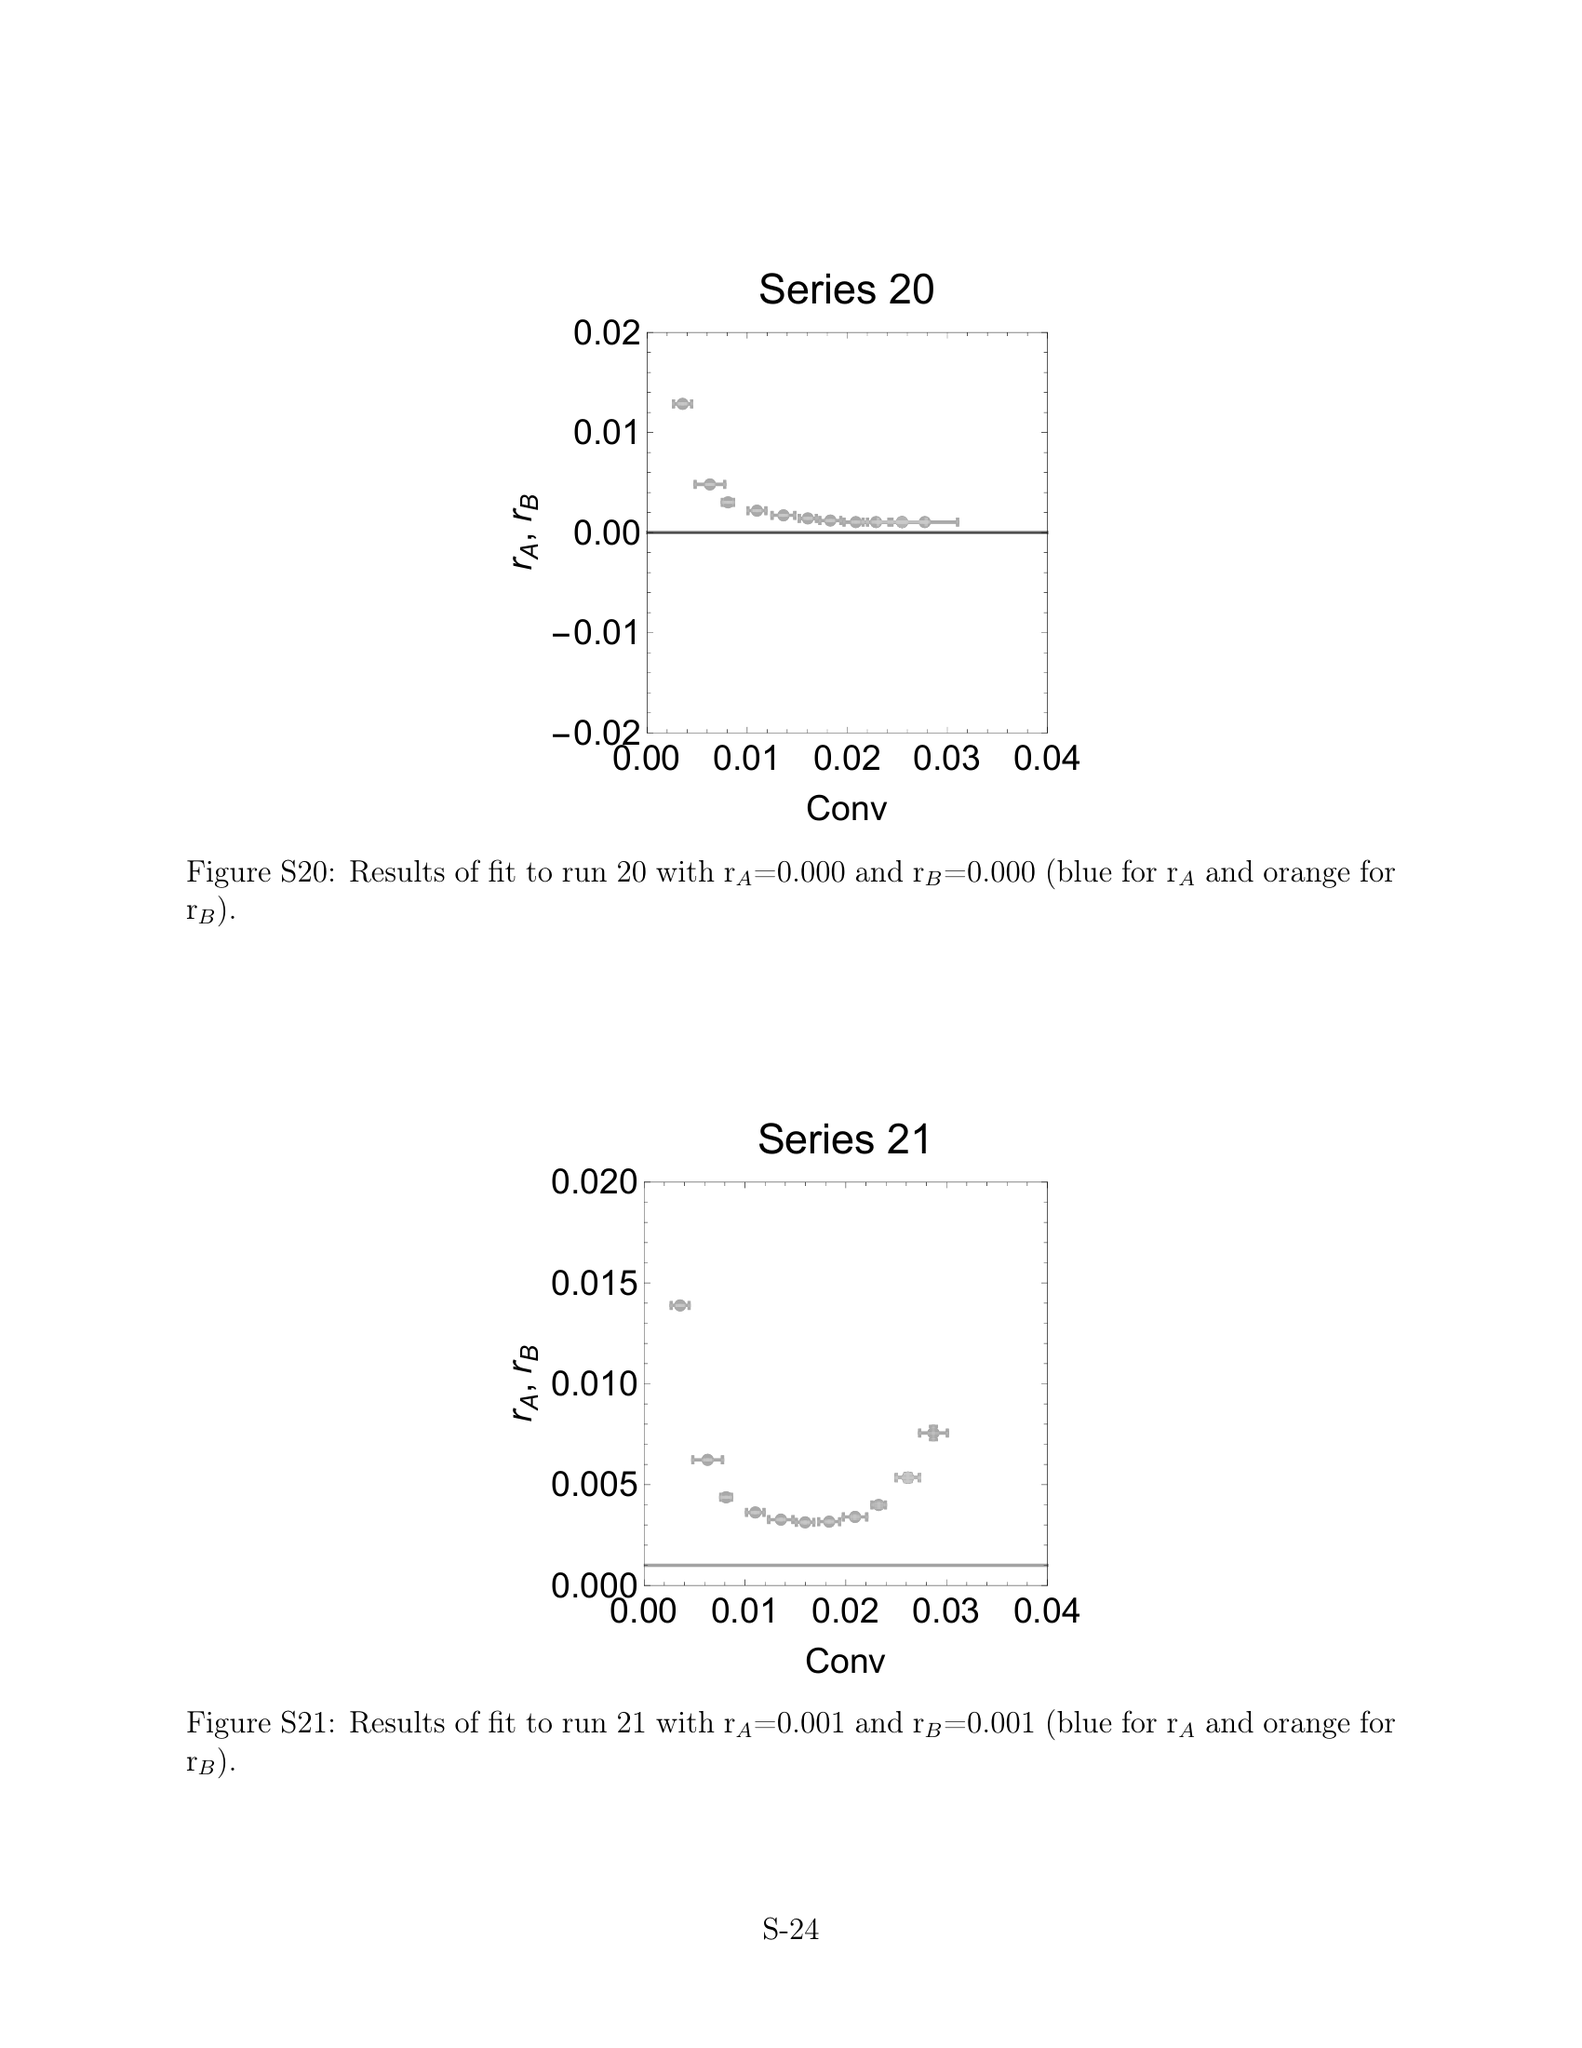 Series 20
0.02
0.01
0.00
−0.01
−0.02
r_A, r_B
0.00 0.01 0.02 0.03 0.04
Conv
Figure S20: Results of fit to run 20 with r_A=0.000 and r_B=0.000 (blue for r_A and orange for
r_B).
Series 21
0.020
0.015
0.010
0.005
0.000
r_A, r_B
0.00 0.01 0.02 0.03 0.04
Conv
Figure S21: Results of fit to run 21 with r_A=0.001 and r_B=0.001 (blue for r_A and orange for
r_B).
S-24